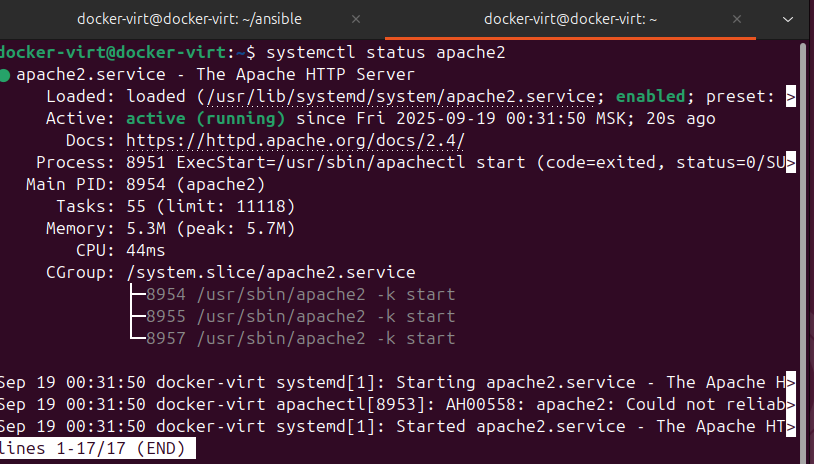 docker-virt@docker-virt: ~/ansible × docker-virt@docker-virt: ~ ×
docker-virt@docker-virt:~$ systemctl status apache2
● apache2.service - The Apache HTTP Server
Loaded: loaded (/usr/lib/systemd/system/apache2.service; enabled; preset: >
Active: active (running) since Fri 2025-09-19 00:31:50 MSK; 20s ago
Docs: https://httpd.apache.org/docs/2.4/
Process: 8951 ExecStart=/usr/sbin/apachectl start (code=exited, status=0/SU>
Main PID: 8954 (apache2)
Tasks: 55 (limit: 11118)
Memory: 5.3M (peak: 5.7M)
CPU: 44ms
CGroup: /system.slice/apache2.service
├─8954 /usr/sbin/apache2 -k start
├─8955 /usr/sbin/apache2 -k start
└─8957 /usr/sbin/apache2 -k start
Sep 19 00:31:50 docker-virt systemd[1]: Starting apache2.service - The Apache H>
Sep 19 00:31:50 docker-virt apachectl[8953]: AH00558: apache2: Could not reliab>
Sep 19 00:31:50 docker-virt systemd[1]: Started apache2.service - The Apache HT>
lines 1-17/17 (END)